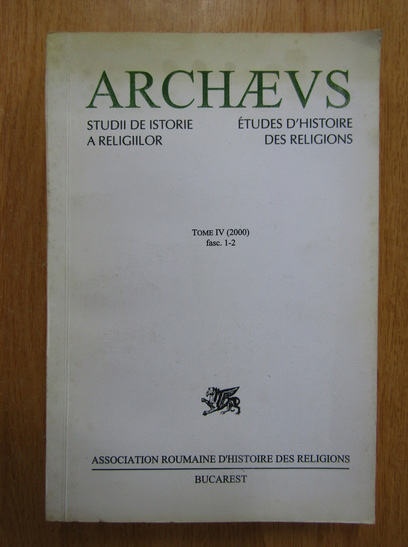 ARCHÆVS
STUDII DE ISTORIE
A RELIGIILOR
ÉTUDES D'HISTOIRE
DES RELIGIONS
TOME IV (2000)
fasc. 1-2
ASSOCIATION ROUMAINE D'HISTOIRE DES RELIGIONS
BUCAREST